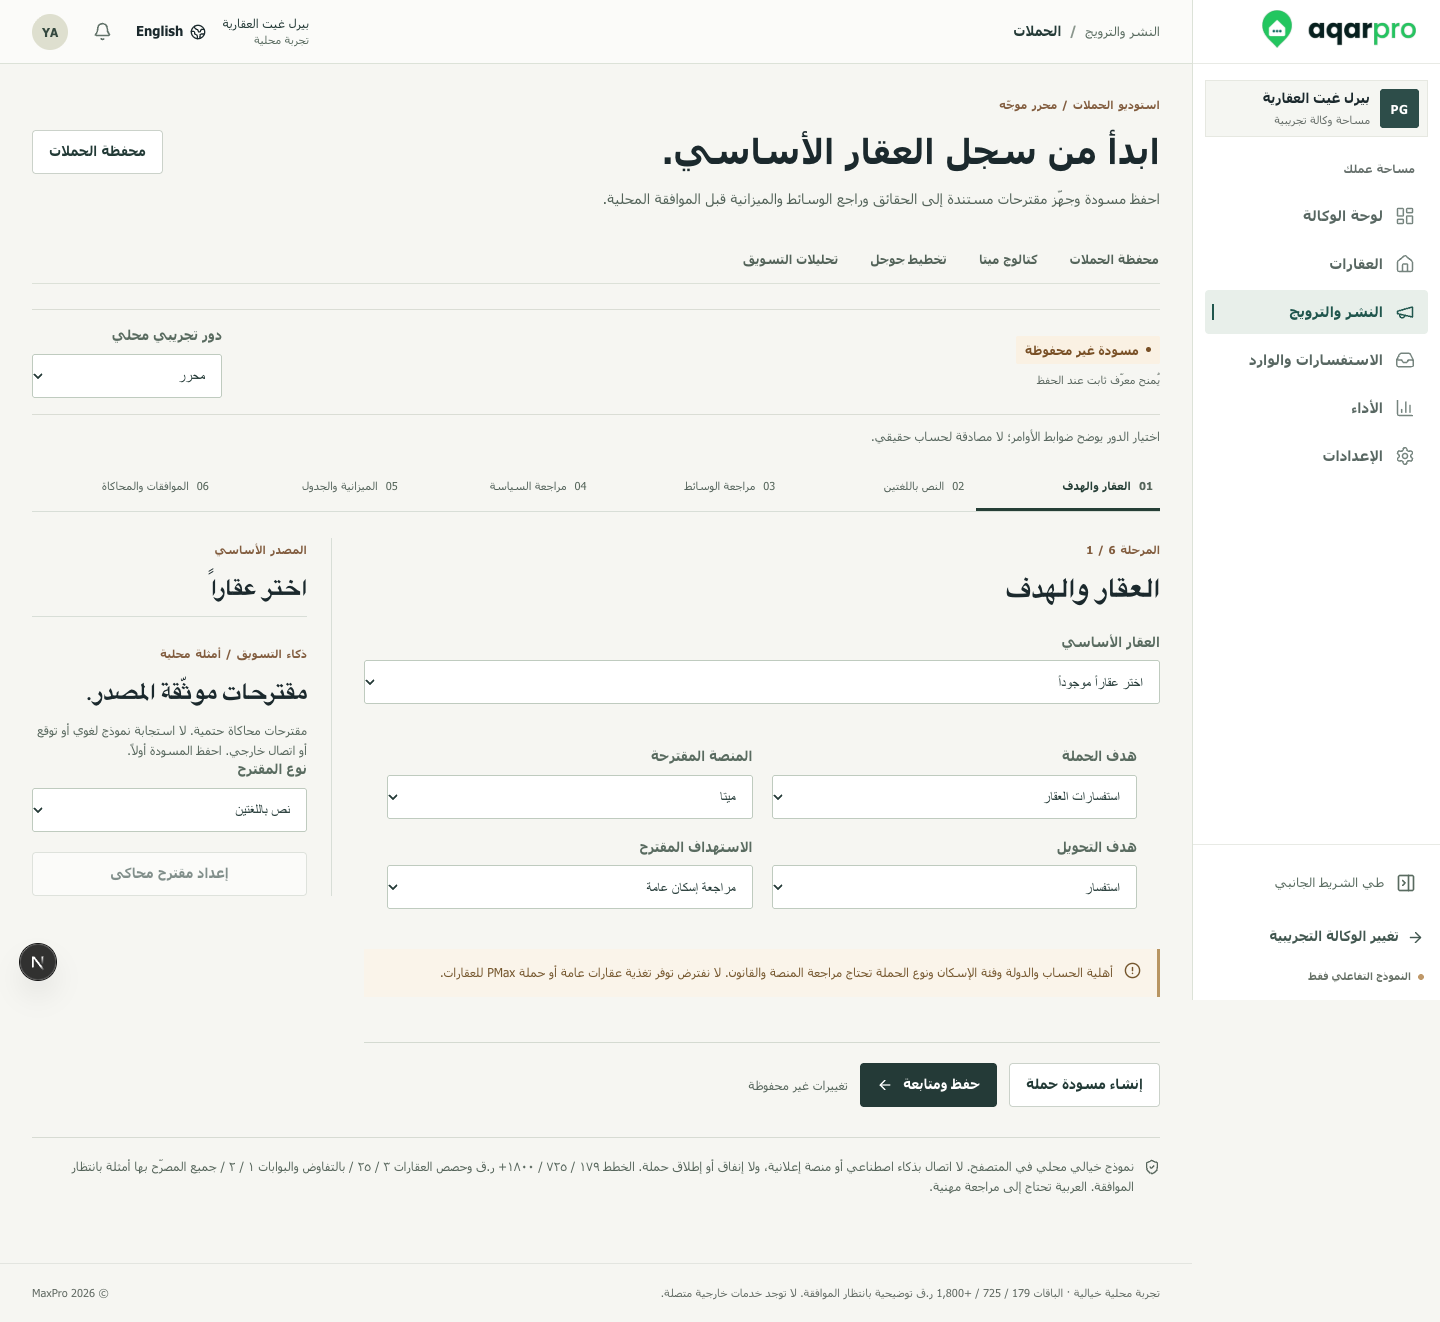 aqarpro
PG
بيرل غيت العقارية
مساحة وكالة تجريبية
مساحة عملك
لوحة الوكالة
العقارات
النشر والترويج
الاستفسارات والوارد
الأداء
الإعدادات
طي الشريط الجانبي
تغيير الوكالة التجريبية
النموذج التفاعلي فقط
النشر والترويج / الحملات
بيرل غيت العقارية
تجربة محلية
English
YA
استوديو الحملات / محرر موجّه
ابدأ من سجل العقار الأساسي.
احفظ مسودة وجهّز مقترحات مستندة إلى الحقائق وراجع الوسائط والميزانية قبل الموافقة المحلية.
محفظة الحملات
محفظة الحملات
كتالوج ميتا
تخطيط جوجل
تحليلات التسويق
مسودة غير محفوظة
يُمنح معرّف ثابت عند الحفظ
دور تجريبي محلي
محرر
اختيار الدور يوضح ضوابط الأوامر؛ لا مصادقة لحساب حقيقي.
01 العقار والهدف
02 النص باللغتين
03 مراجعة الوسائط
04 مراجعة السياسة
05 الميزانية والجدول
06 الموافقات والمحاكاة
المرحلة 6 / 1
العقار والهدف
العقار الأساسي
اختر عقاراً موجوداً
هدف الحملة
استفسارات العقار
المنصة المقترحة
ميتا
هدف التحويل
استفسار
الاستهداف المقترح
مراجعة إسكان عامة
أهلية الحساب والدولة وفئة الإسكان ونوع الحملة تحتاج مراجعة المنصة والقانون. لا نفترض توفر تغذية عقارات عامة أو حملة PMax للعقارات.
إنشاء مسودة حملة
حفظ ومتابعة
تغييرات غير محفوظة
المصدر الأساسي
اختر عقاراً
ذكاء التسويق / أمثلة محلية
مقترحات موثّقة المصدر.
مقترحات محاكاة حتمية. لا استجابة نموذج لغوي أو توقع
أو اتصال خارجي. احفظ المسودة أولاً.
نوع المقترح
نص باللغتين
إعداد مقترح محاكى
نموذج خيالي محلي في المتصفح. لا اتصال بذكاء اصطناعي أو منصة إعلانية، ولا إنفاق أو إطلاق حملة. الخطط ١٧٩ / ٧٢٥ / ١٨٠٠+ ر.ق وحصص العقارات ٣ / ٢٥ / بالتفاوض والبوابات ١ / ٢ / جميع المصرّح بها أمثلة بانتظار
الموافقة. العربية تحتاج إلى مراجعة مهنية.
تجربة محلية خيالية · الباقات 179 / 725 / +1,800 ر.ق توضيحية بانتظار الموافقة. لا توجد خدمات خارجية متصلة.
© 2026 MaxPro